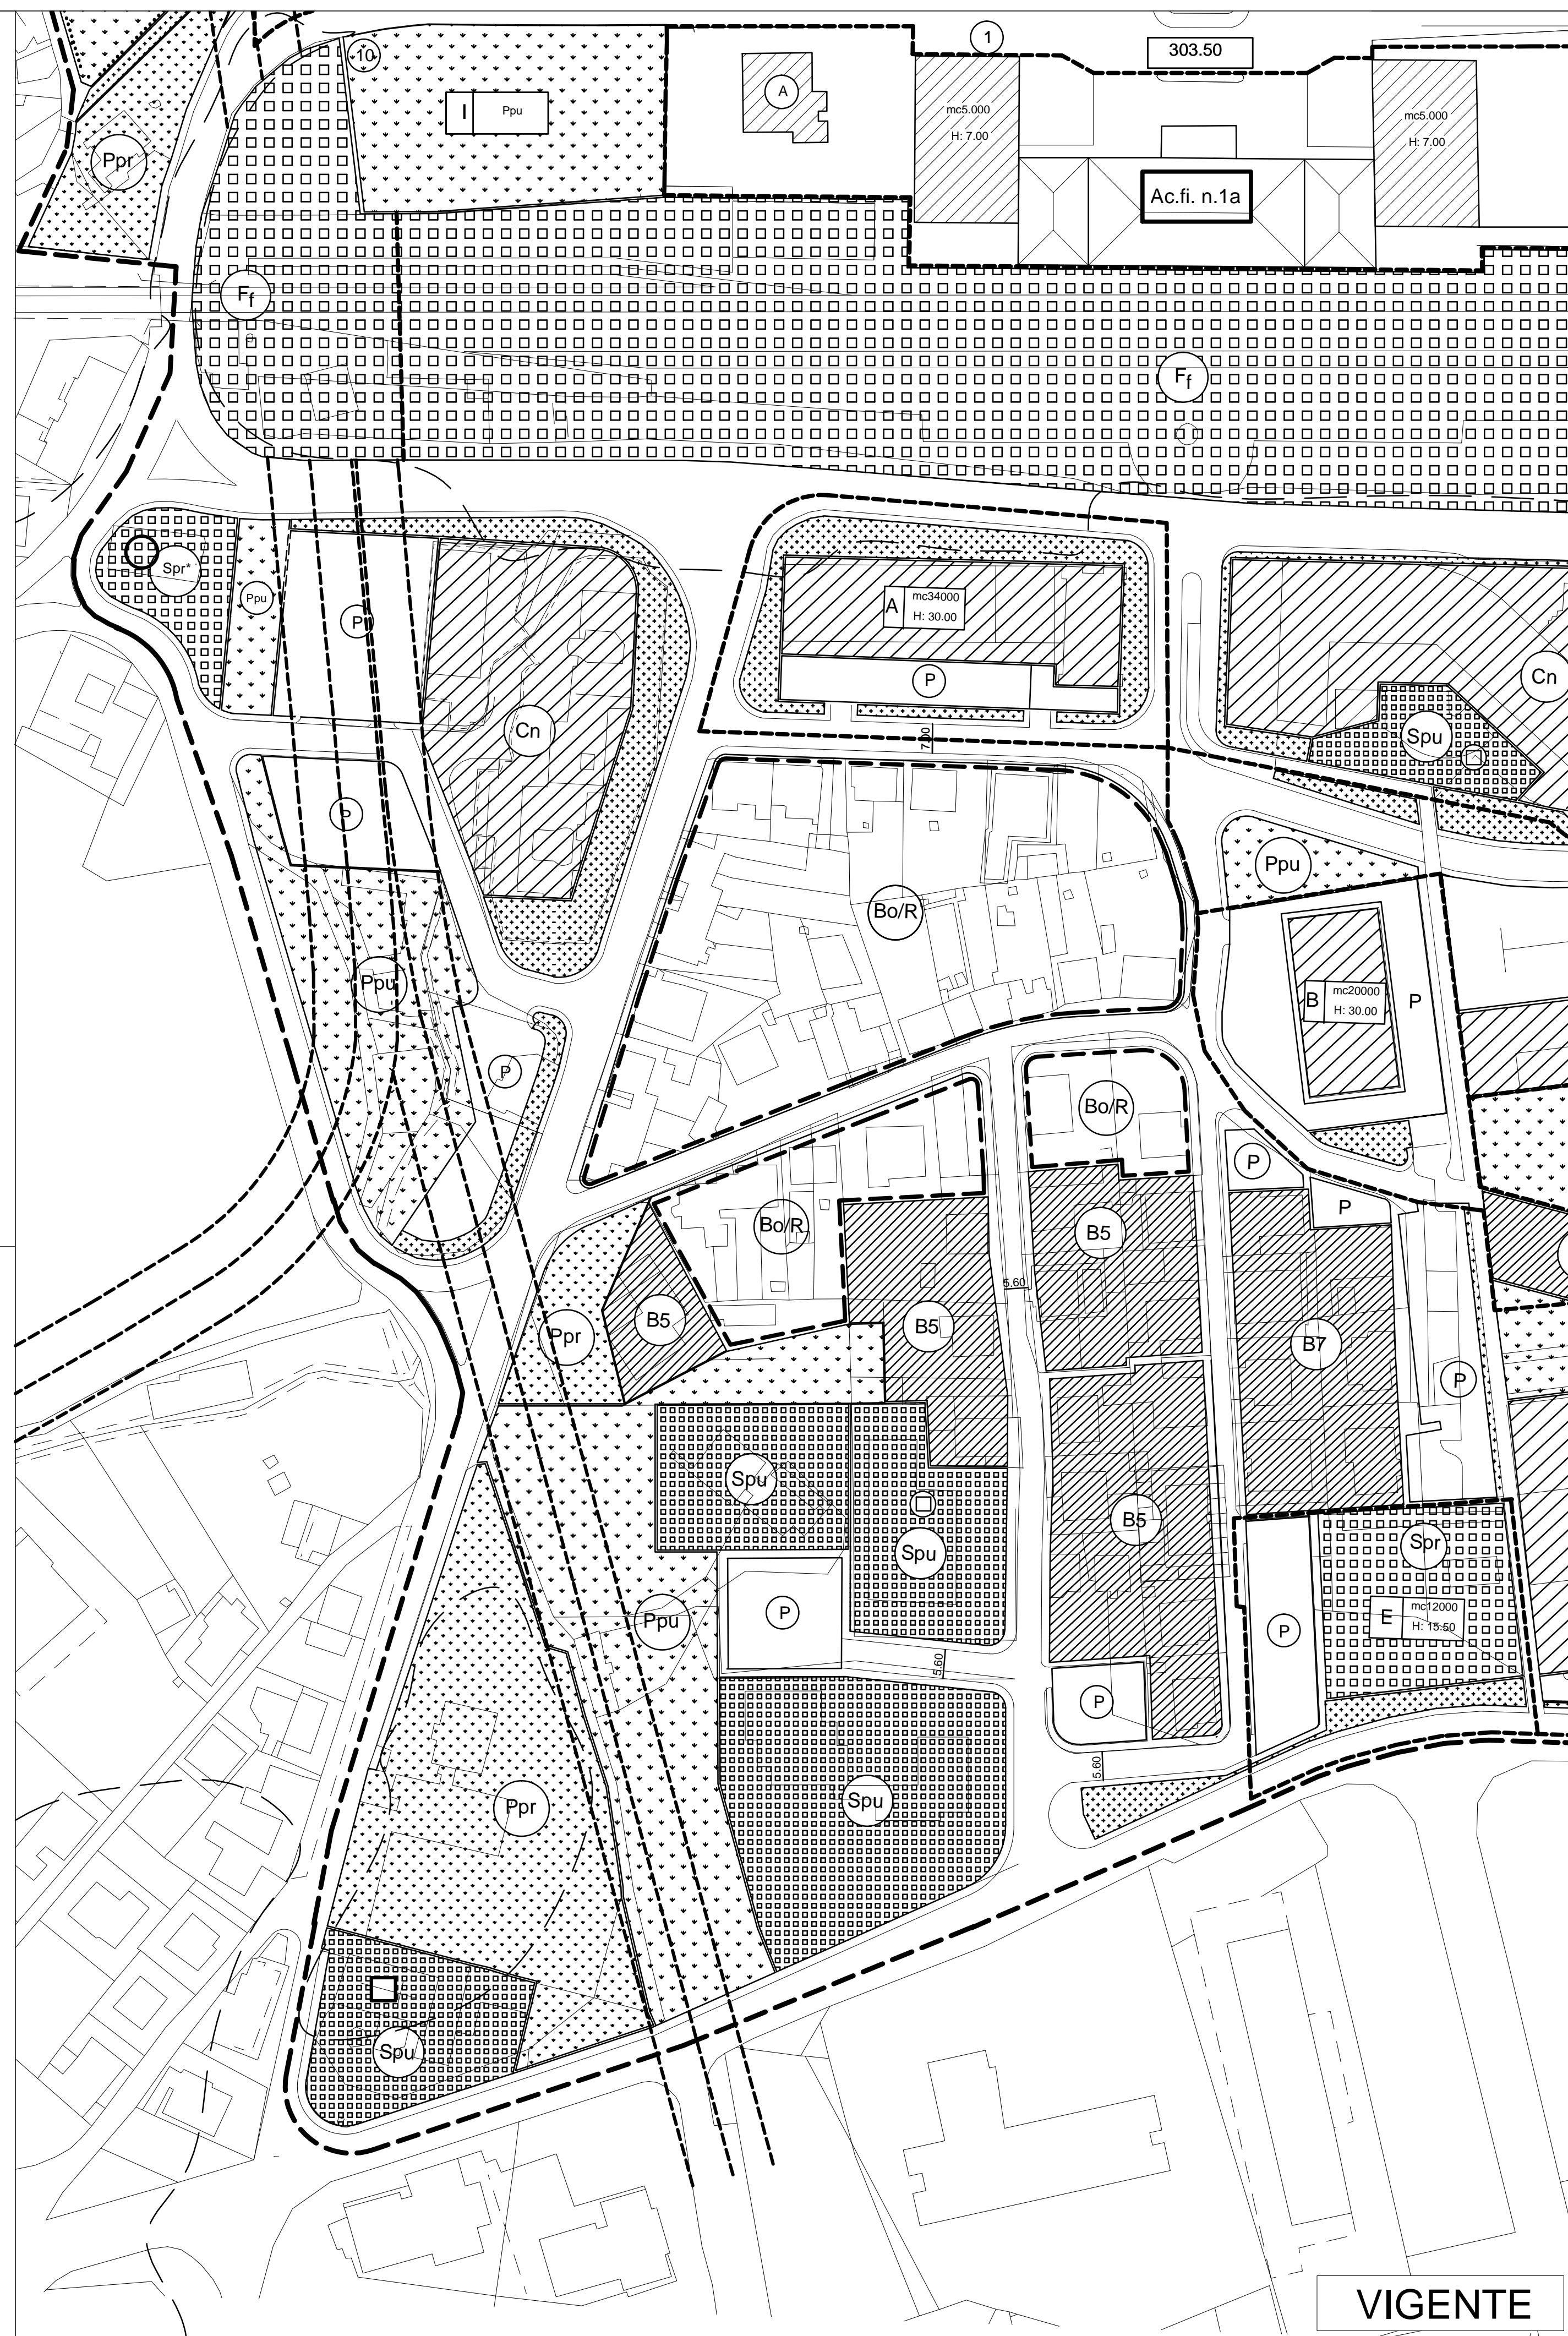 10
1
303.50
I Ppu
A
mc5.000
H: 7.00
mc5.000
H: 7.00
Ppr
Ac.fi. n.1a
Ff
Ff
Spr*
Ppu
P
A mc34000
H: 30.00
P
Cn
Cn
Spu
7.00
P
Ppu
Bo/R
Ppu
B mc20000
H: 30.00
P
P
Bo/R
P
P
Bo/R
B5
5.60
B5
B5
Ppr
B7
P
Spu
B5
Spu
Spr
P
Ppu
P
E mc12000
H: 15.50
5.60
P
5.60
Spu
Ppr
Spu
VIGENTE